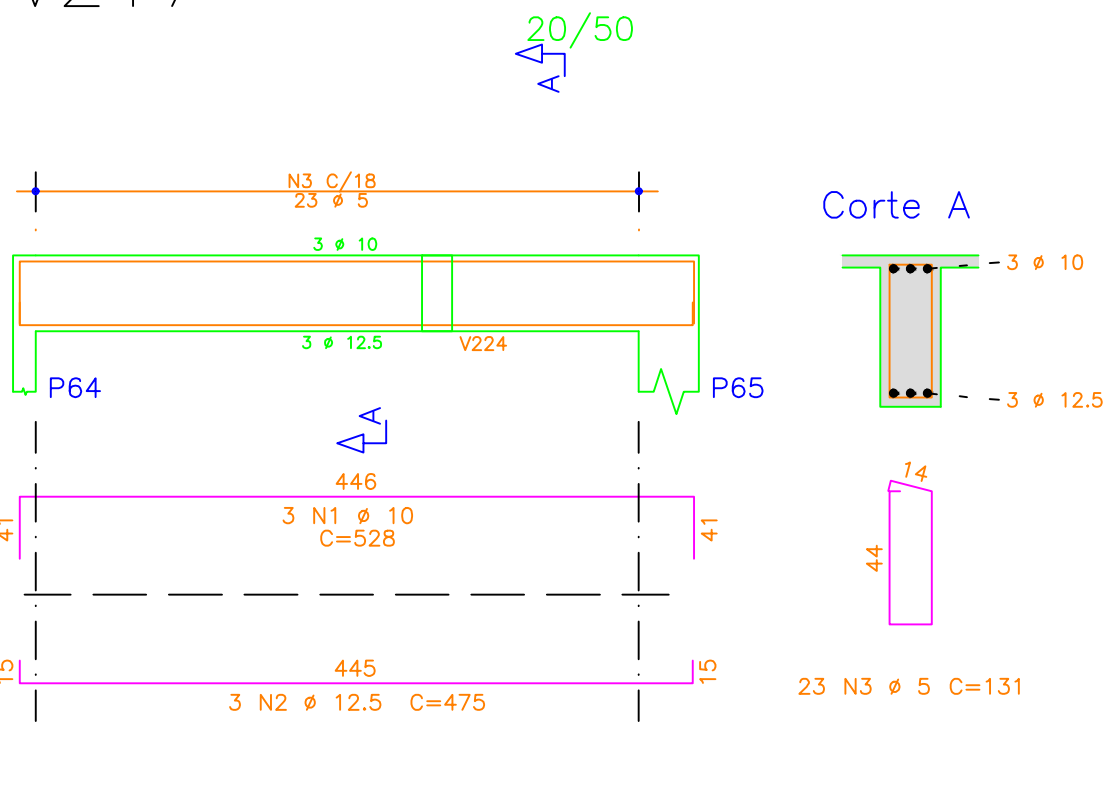 20/50
A
N3 C/18
23 ø 5
Corte A
3 ø 10
3 ø 10
3 ø 12.5
V224
P64
P65
3 ø 12.5
A
446
3 N1 ø 10
C=528
41
41
14
44
445
15
15
3 N2 ø 12.5 C=475
23 N3 ø 5 C=131